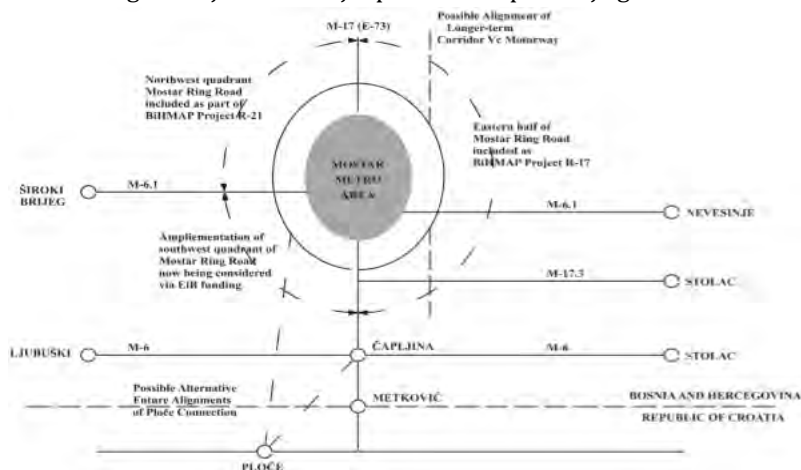 M-17 (E-73)
Possible Alignment of
Longer-term
Corridor Vc Motorway
Northwest quadrant
Mostar Ring Road
included as part of
BiHMAP Project R-21
Eastern half of
Mostar Ring Road
included as
BiHMAP Project R-17
MOSTAR
METRO
AREA
ŠIROKI
BRIJEG
M-6.1
M-6.1
NEVESINJE
Ampliementation of
southwest quadrant of
Mostar Ring Road
now being considered
via EIB funding
M-17.3
STOLAC
LJUBUŠKI
M-6
ČAPLJINA
M-6
STOLAC
Possible Alternative
Future Alignments
of Ploče Connection
METKOVIĆ
BOSNIA AND HERCEGOVINA
REPUBLIC OF CROATIA
PLOČE